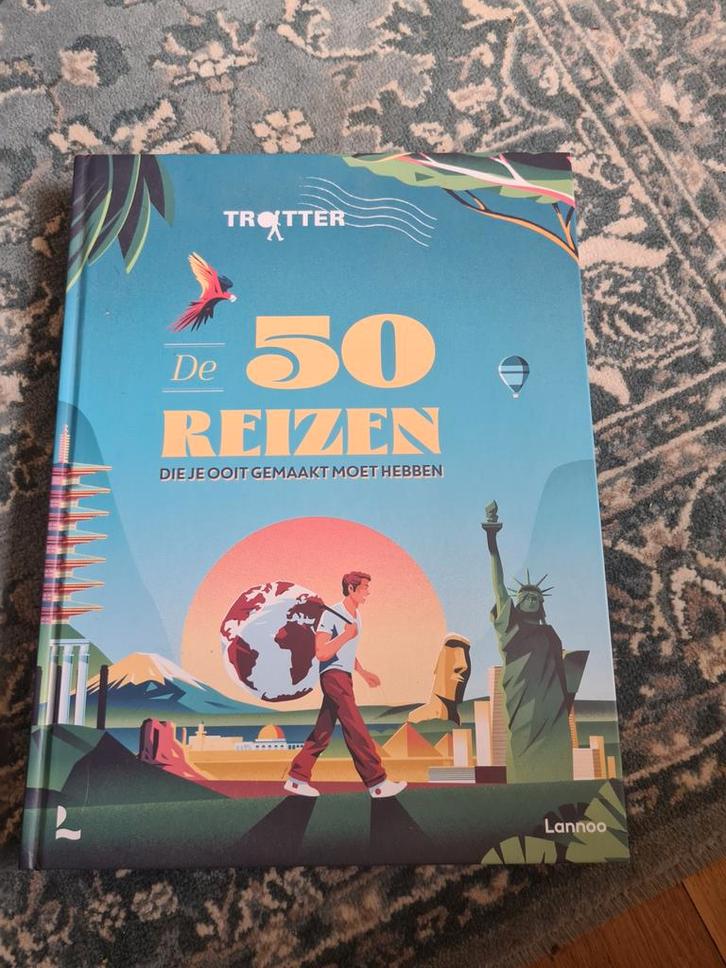 TROTTER
De 50
REIZEN
DIE JE OOIT GEMAAKT MOET HEBBEN
L
Lannoo